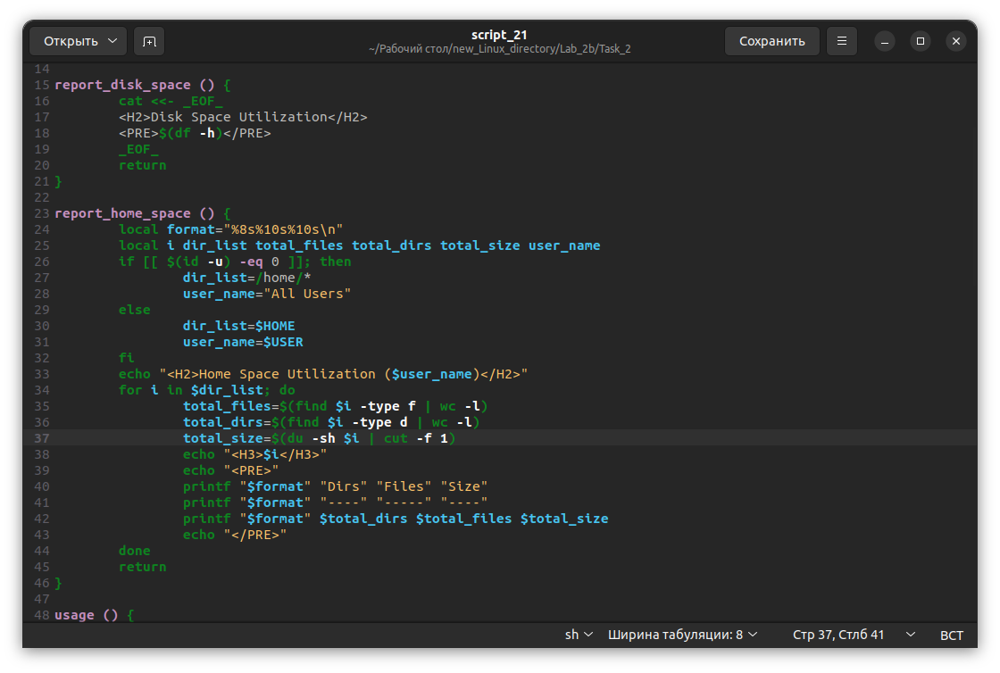 Открыть
script_21
~/Рабочий стол/new_Linux_directory/Lab_2b/Task_2
Сохранить
14
15 report_disk_space () {
16         cat <<- _EOF_
17         <H2>Disk Space Utilization</H2>
18         <PRE>$(df -h)</PRE>
19         _EOF_
20         return
21 }
22
23 report_home_space () {
24         local format="%8s%10s%10s\n"
25         local i dir_list total_files total_dirs total_size user_name
26         if [[ $(id -u) -eq 0 ]]; then
27                 dir_list=/home/*
28                 user_name="All Users"
29         else
30                 dir_list=$HOME
31                 user_name=$USER
32         fi
33         echo "<H2>Home Space Utilization ($user_name)</H2>"
34         for i in $dir_list; do
35                 total_files=$(find $i -type f | wc -l)
36                 total_dirs=$(find $i -type d | wc -l)
37                 total_size=$(du -sh $i | cut -f 1)
38                 echo "<H3>$i</H3>"
39                 echo "<PRE>"
40                 printf "$format" "Dirs" "Files" "Size"
41                 printf "$format" "----" "-----" "----"
42                 printf "$format" $total_dirs $total_files $total_size
43                 echo "</PRE>"
44         done
45         return
46 }
47
48 usage () {
sh Ширина табуляции: 8 Стр 37, Стлб 41 ВСТ